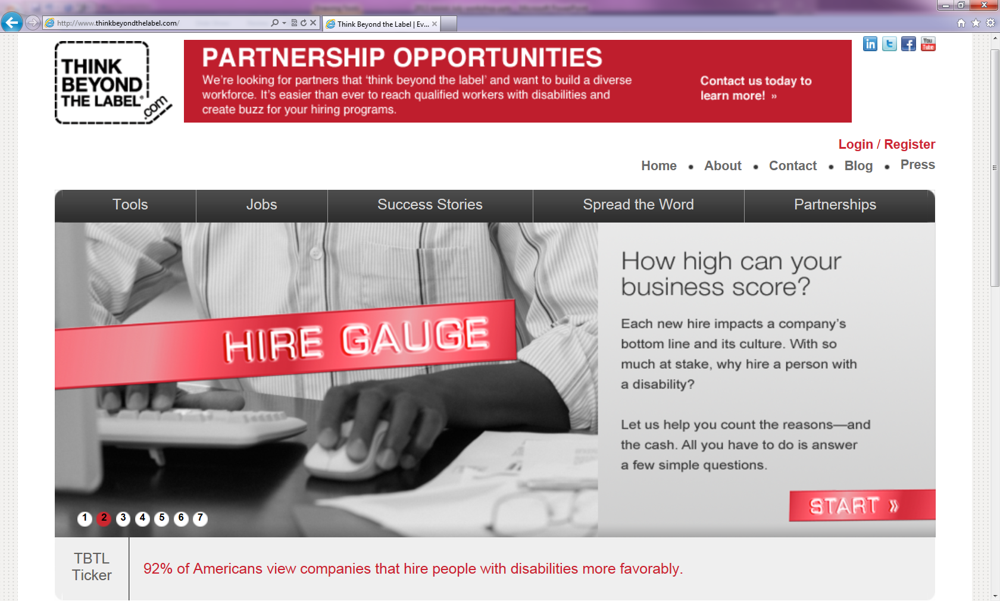 http://www.thinkbeyondthelabel.com/
Think Beyond the Label | Ev...
THINK
BEYOND
THE LABEL®
.com
PARTNERSHIP OPPORTUNITIES
We're looking for partners that 'think beyond the label' and want to build a diverse
workforce. It's easier than ever to reach qualified workers with disabilities and
create buzz for your hiring programs.
Contact us today to
learn more! »
in
t
f
You
Tube
Login / Register
Home • About • Contact • Blog • Press
Tools
Jobs
Success Stories
Spread the Word
Partnerships
HIRE GAUGE
How high can your
business score?
Each new hire impacts a company's
bottom line and its culture. With so
much at stake, why hire a person with
a disability?
Let us help you count the reasons—and
the cash. All you have to do is answer
a few simple questions.
START »
1 2 3 4 5 6 7
TBTL
Ticker
92% of Americans view companies that hire people with disabilities more favorably.